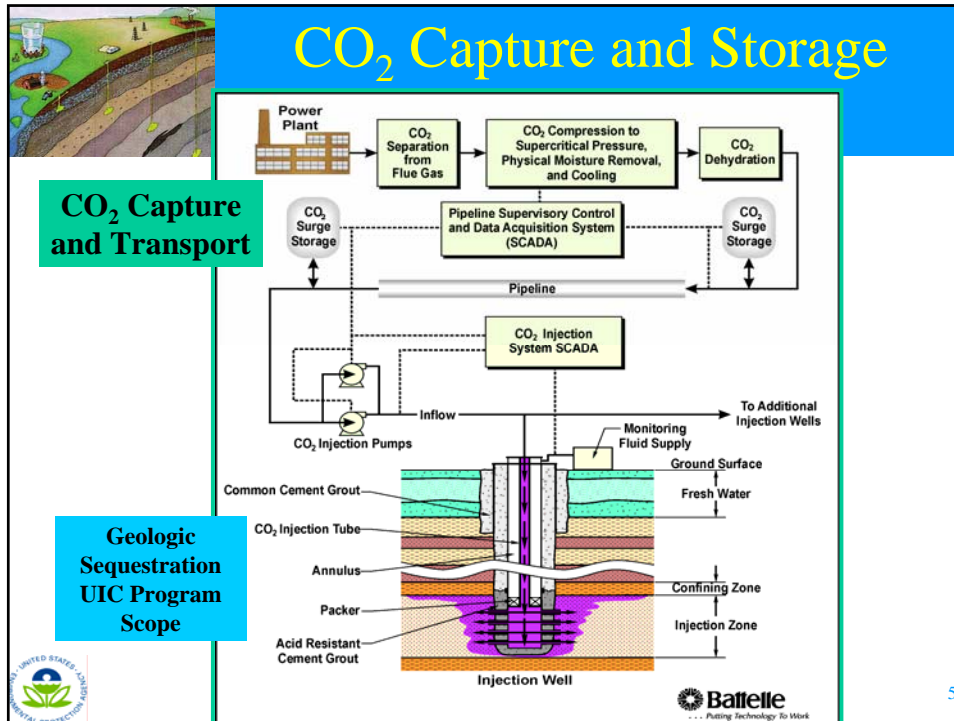 CO₂ Capture and Storage
Power
Plant
CO₂
Separation
from
Flue Gas
CO₂ Compression to
Supercritical Pressure,
Physical Moisture Removal,
and Cooling
CO₂
Dehydration
CO₂ Capture
and Transport
CO₂
Surge
Storage
Pipeline Supervisory Control
and Data Acquisition System
(SCADA)
CO₂
Surge
Storage
Pipeline
CO₂ Injection
System SCADA
Inflow
To Additional
Injection Wells
CO₂ Injection Pumps
Monitoring
Fluid Supply
Ground Surface
Common Cement Grout
Fresh Water
CO₂ Injection Tube
Geologic
Sequestration
UIC Program
Scope
Annulus
Confining Zone
Packer
Injection Zone
Acid Resistant
Cement Grout
Injection Well
UNITED STATES
ENVIRONMENTAL PROTECTION AGENCY
Battelle
... Putting Technology To Work
5